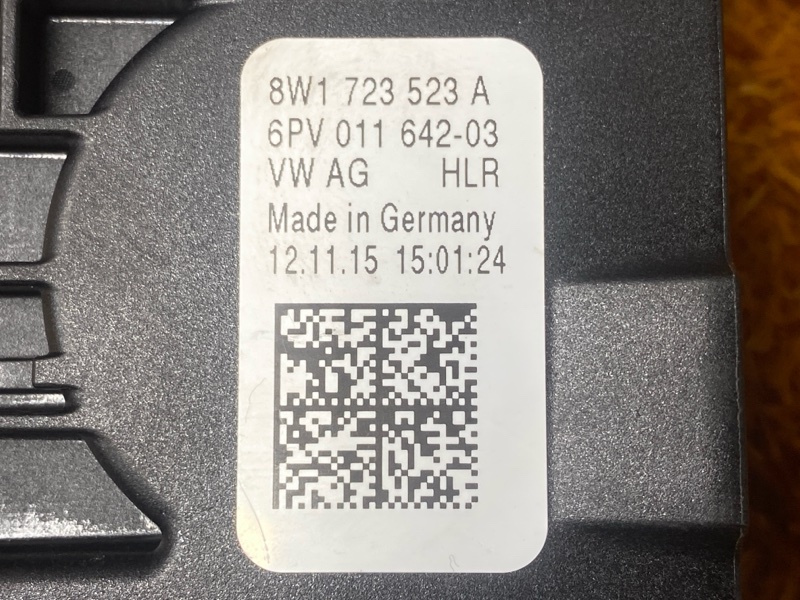 8W1 723 523 A
6PV 011 642-03
VW AG HLR
Made in Germany
12.11.15 15:01:24